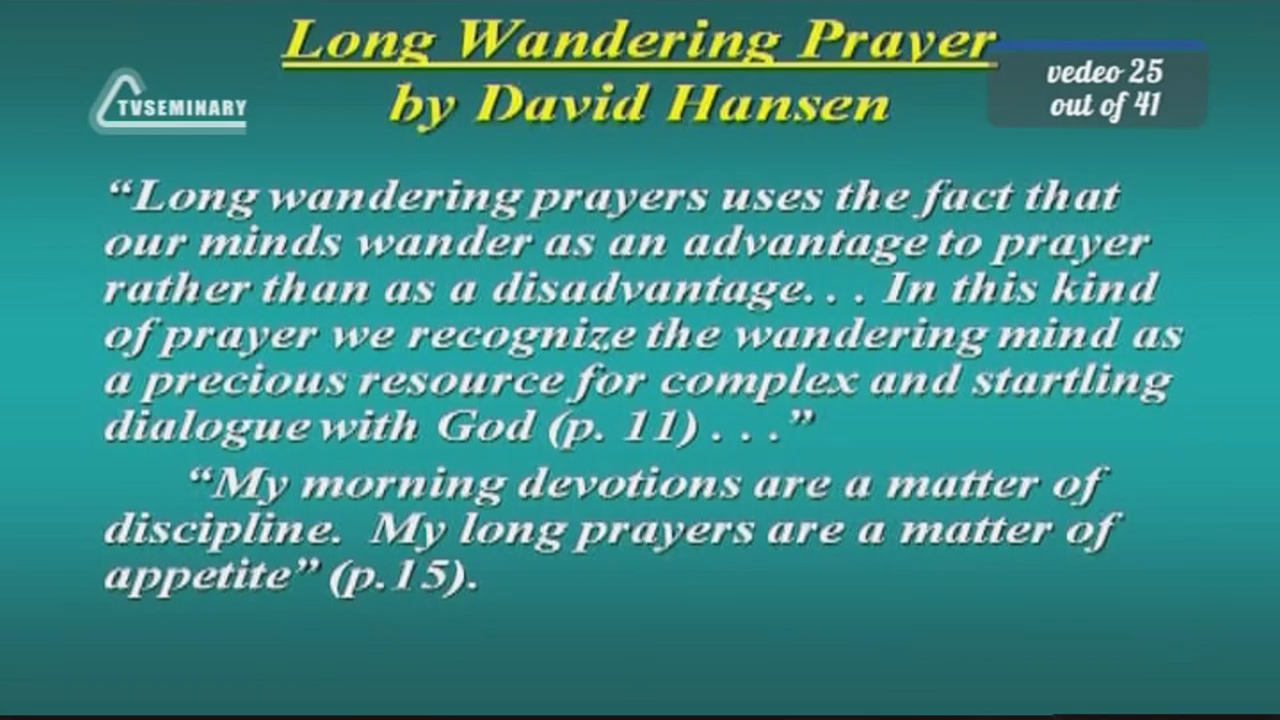 Long Wandering Prayer
by David Hansen
TVSEMINARY
vedeo 25
out of 41
“Long wandering prayers uses the fact that
our minds wander as an advantage to prayer
rather than as a disadvantage. . . In this kind
of prayer we recognize the wandering mind as
a precious resource for complex and startling
dialogue with God (p. 11) . . .”
“My morning devotions are a matter of
discipline. My long prayers are a matter of
appetite” (p.15).